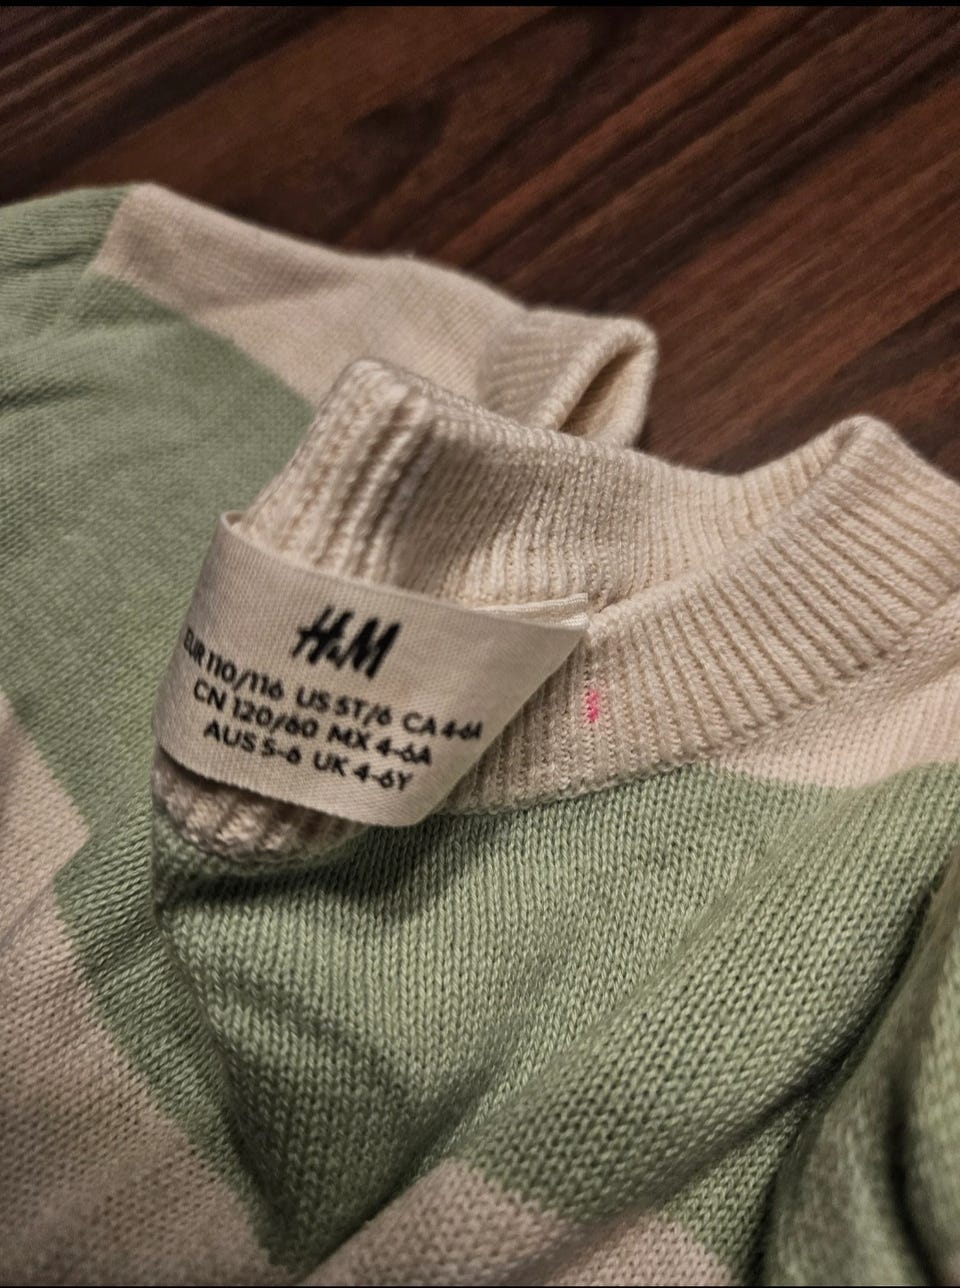 H&M
EUR 110/116 US 5T/6 CA 4-6A
CN 120/60 MX 4-6A
AUS 5-6 UK 4-6Y